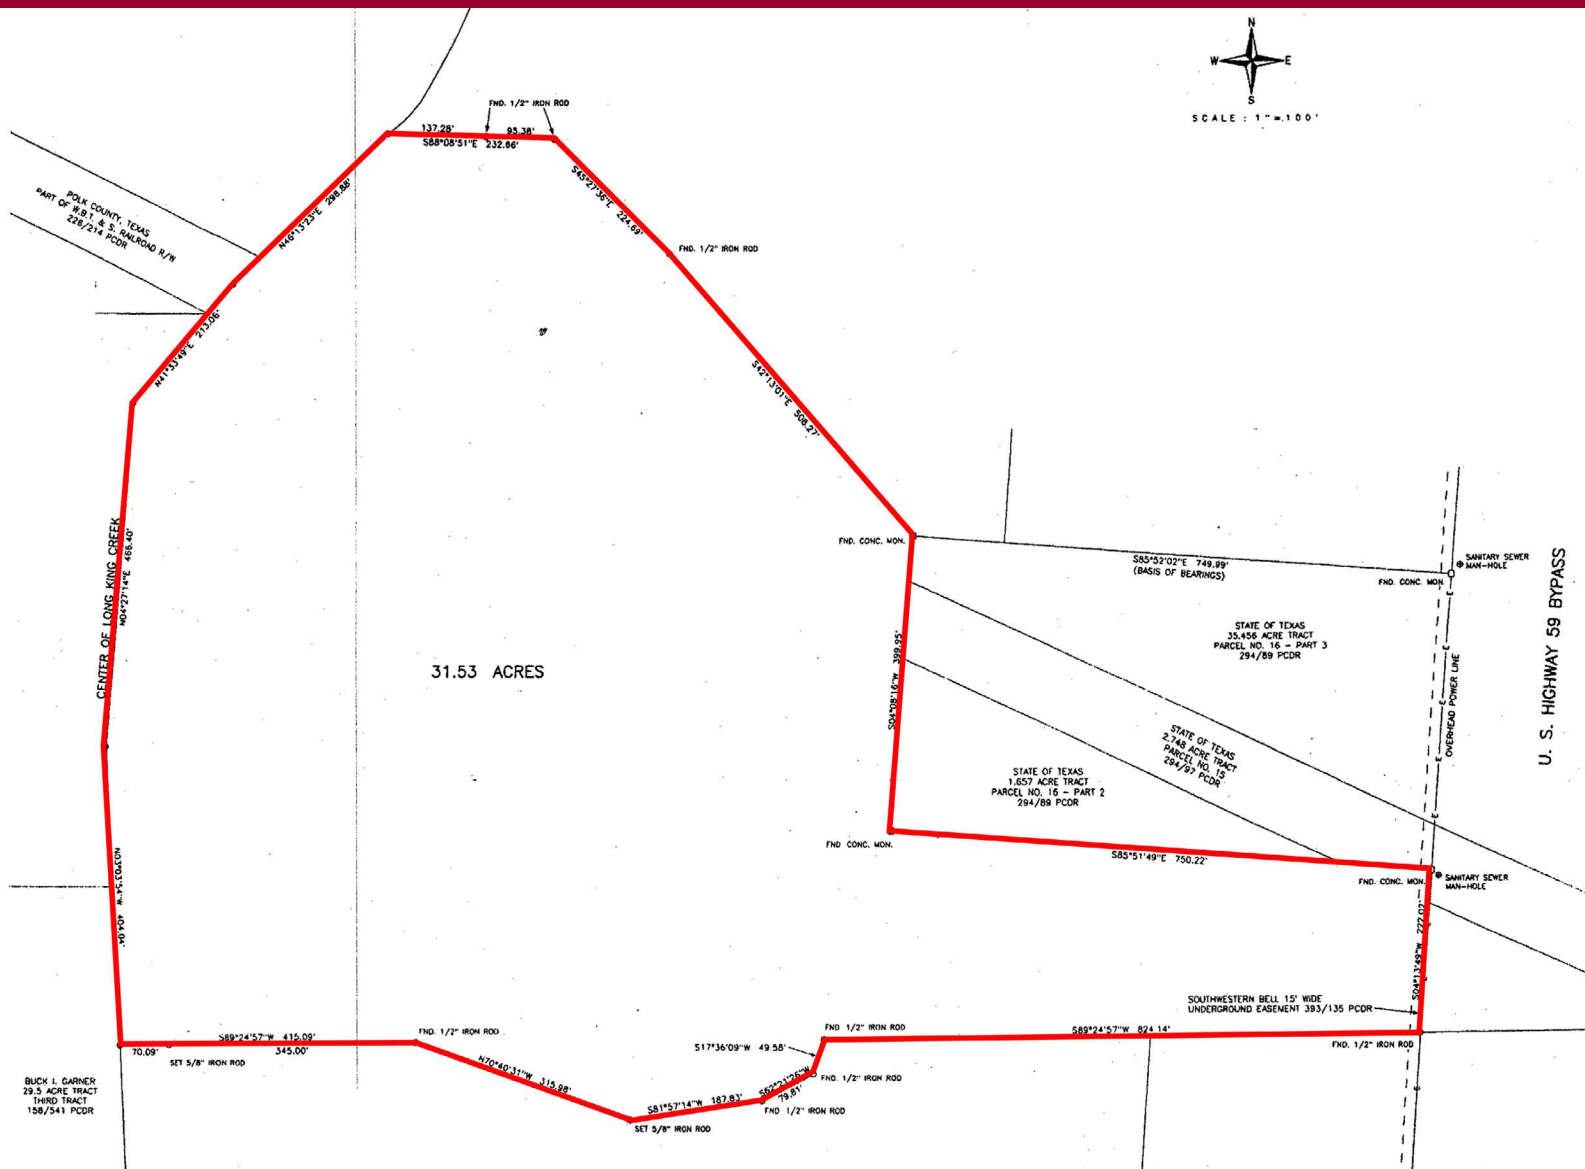 N
W E
S
SCALE : 1" = 100'
FND. 1/2" IRON ROD
137.28' 95.38'
S88°08'51"E 232.66'
S45°27'36"E 224.69'
FND. 1/2" IRON ROD
N46°13'23"E 298.88'
POLK COUNTY, TEXAS
PART OF W.B.T. & S. RAILROAD R/W
226/214 PCDR
N41°33'49"E 213.06'
S42°13'01"E 508.27'
CENTER OF LONG KING CREEK
N04°27'14"E 466.40'
FND. CONC. MON.
S85°52'02"E 749.99'
(BASIS OF BEARINGS)
SANITARY SEWER
MAN-HOLE
FND. CONC. MON.
U. S. HIGHWAY 59 BYPASS
STATE OF TEXAS
35.456 ACRE TRACT
PARCEL NO. 16 - PART 3
294/89 PCDR
E
E
E
E
E
OVERHEAD POWER LINE
31.53 ACRES
S04°08'16"W 399.95'
STATE OF TEXAS
2.748 ACRE TRACT
PARCEL NO. 15
294/97 PCDR
STATE OF TEXAS
1.657 ACRE TRACT
PARCEL NO. 16 - PART 2
294/89 PCDR
FND CONC. MON.
S85°51'49"E 750.22'
FND. CONC. MON.
SANITARY SEWER
MAN-HOLE
N03°03'54"W 404.04'
S04°13'49"W 222.02'
SOUTHWESTERN BELL 15' WIDE
UNDERGROUND EASEMENT 393/135 PCDR
S89°24'57"W 415.09'
70.09' 345.00'
SET 5/8" IRON ROD
FND. 1/2" IRON ROD
FND 1/2" IRON ROD
S89°24'57"W 824.14'
FND. 1/2" IRON ROD
S17°36'09"W 49.58'
N70°40'31"W 315.98'
S62°21'26"W
79.81'
FND. 1/2" IRON ROD
S81°57'14"W 187.83'
FND 1/2" IRON ROD
SET 5/8" IRON ROD
BUCK I. GARNER
29.5 ACRE TRACT
THIRD TRACT
158/541 PCDR